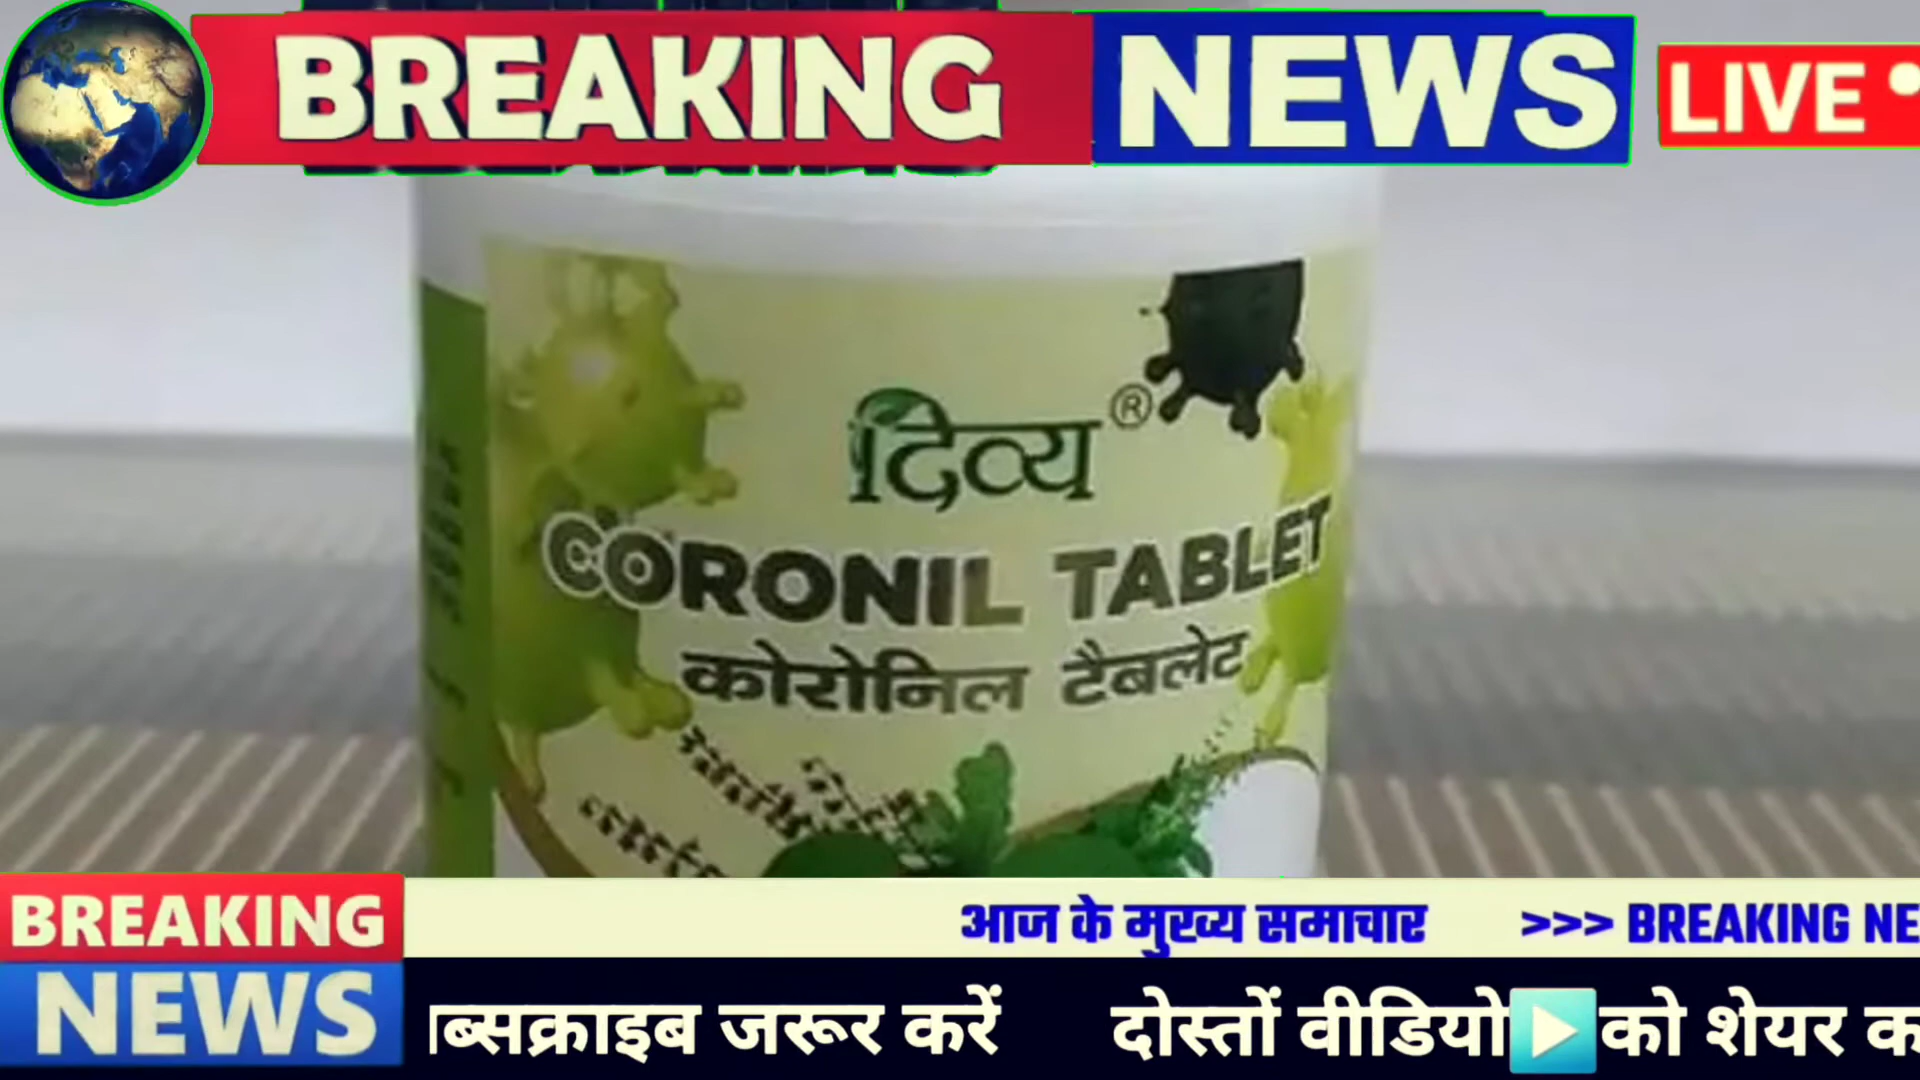 BREAKING NEWS LIVE
दिव्य ®
CORONIL TABLET
कोरोनिल टैबलेट
BREAKING
NEWS
आज के मुख्य समाचार >>> BREAKING NE
ब्सक्राइब जरूर करें दोस्तों वीडियो को शेयर क